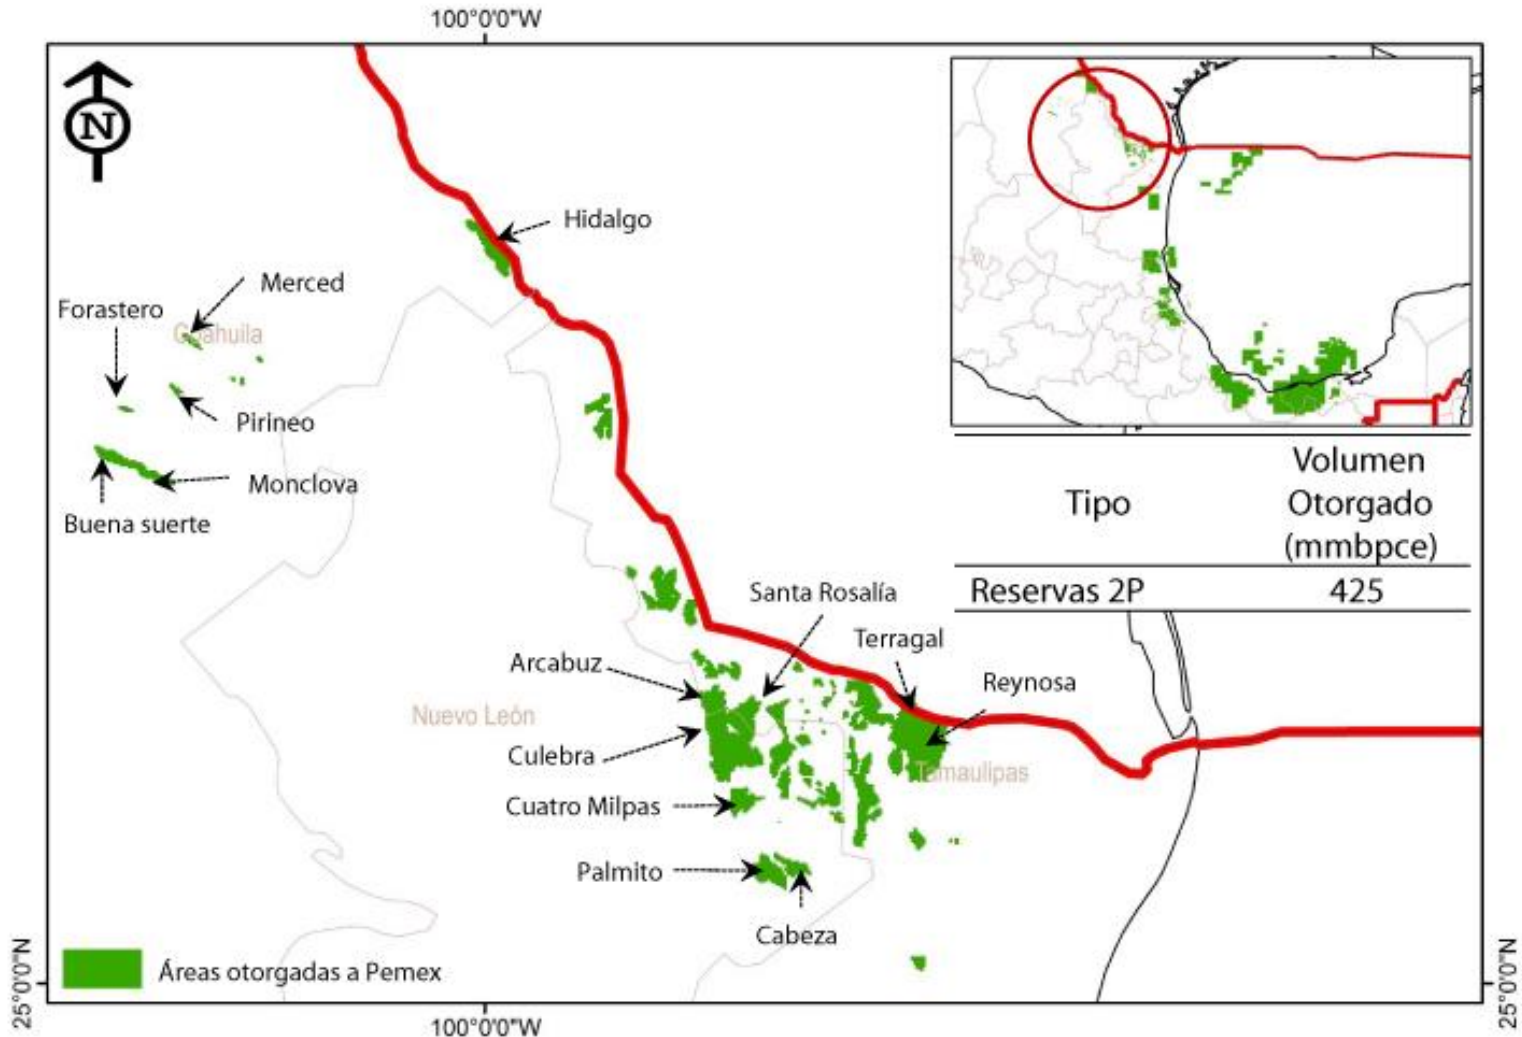 100°0'0"W
N
Hidalgo
Merced
Forastero
Coahuila
Pirineo
Monclova
Buena suerte
Volumen
Tipo
Otorgado
(mmbpce)
Reservas 2P
425
Santa Rosalía
Terragal
Arcabuz
Reynosa
Nuevo León
Culebra
Tamaulipas
Cuatro Milpas
Palmito
Cabeza
Áreas otorgadas a Pemex
25°0'0"N
25°0'0"N
100°0'0"W